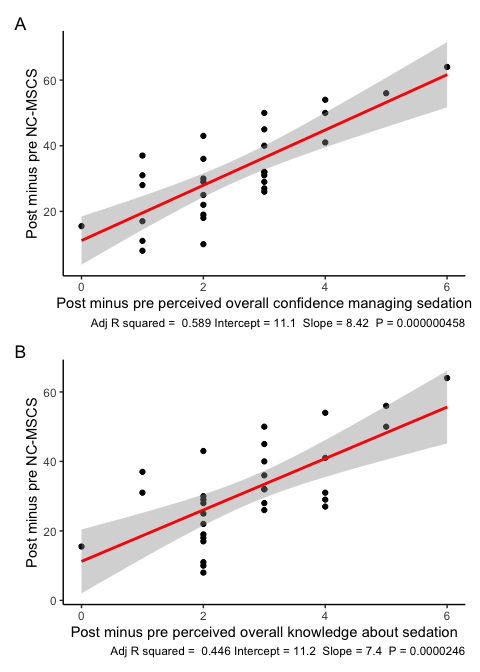 A
Post minus pre NC-MSCS
60
40
20
0 2 4 6
Post minus pre perceived overall confidence managing sedation
Adj R squared = 0.589 Intercept = 11.1 Slope = 8.42 P = 0.000000458
B
Post minus pre NC-MSCS
60
40
20
0
0 2 4 6
Post minus pre perceived overall knowledge about sedation
Adj R squared = 0.446 Intercept = 11.2 Slope = 7.4 P = 0.0000246